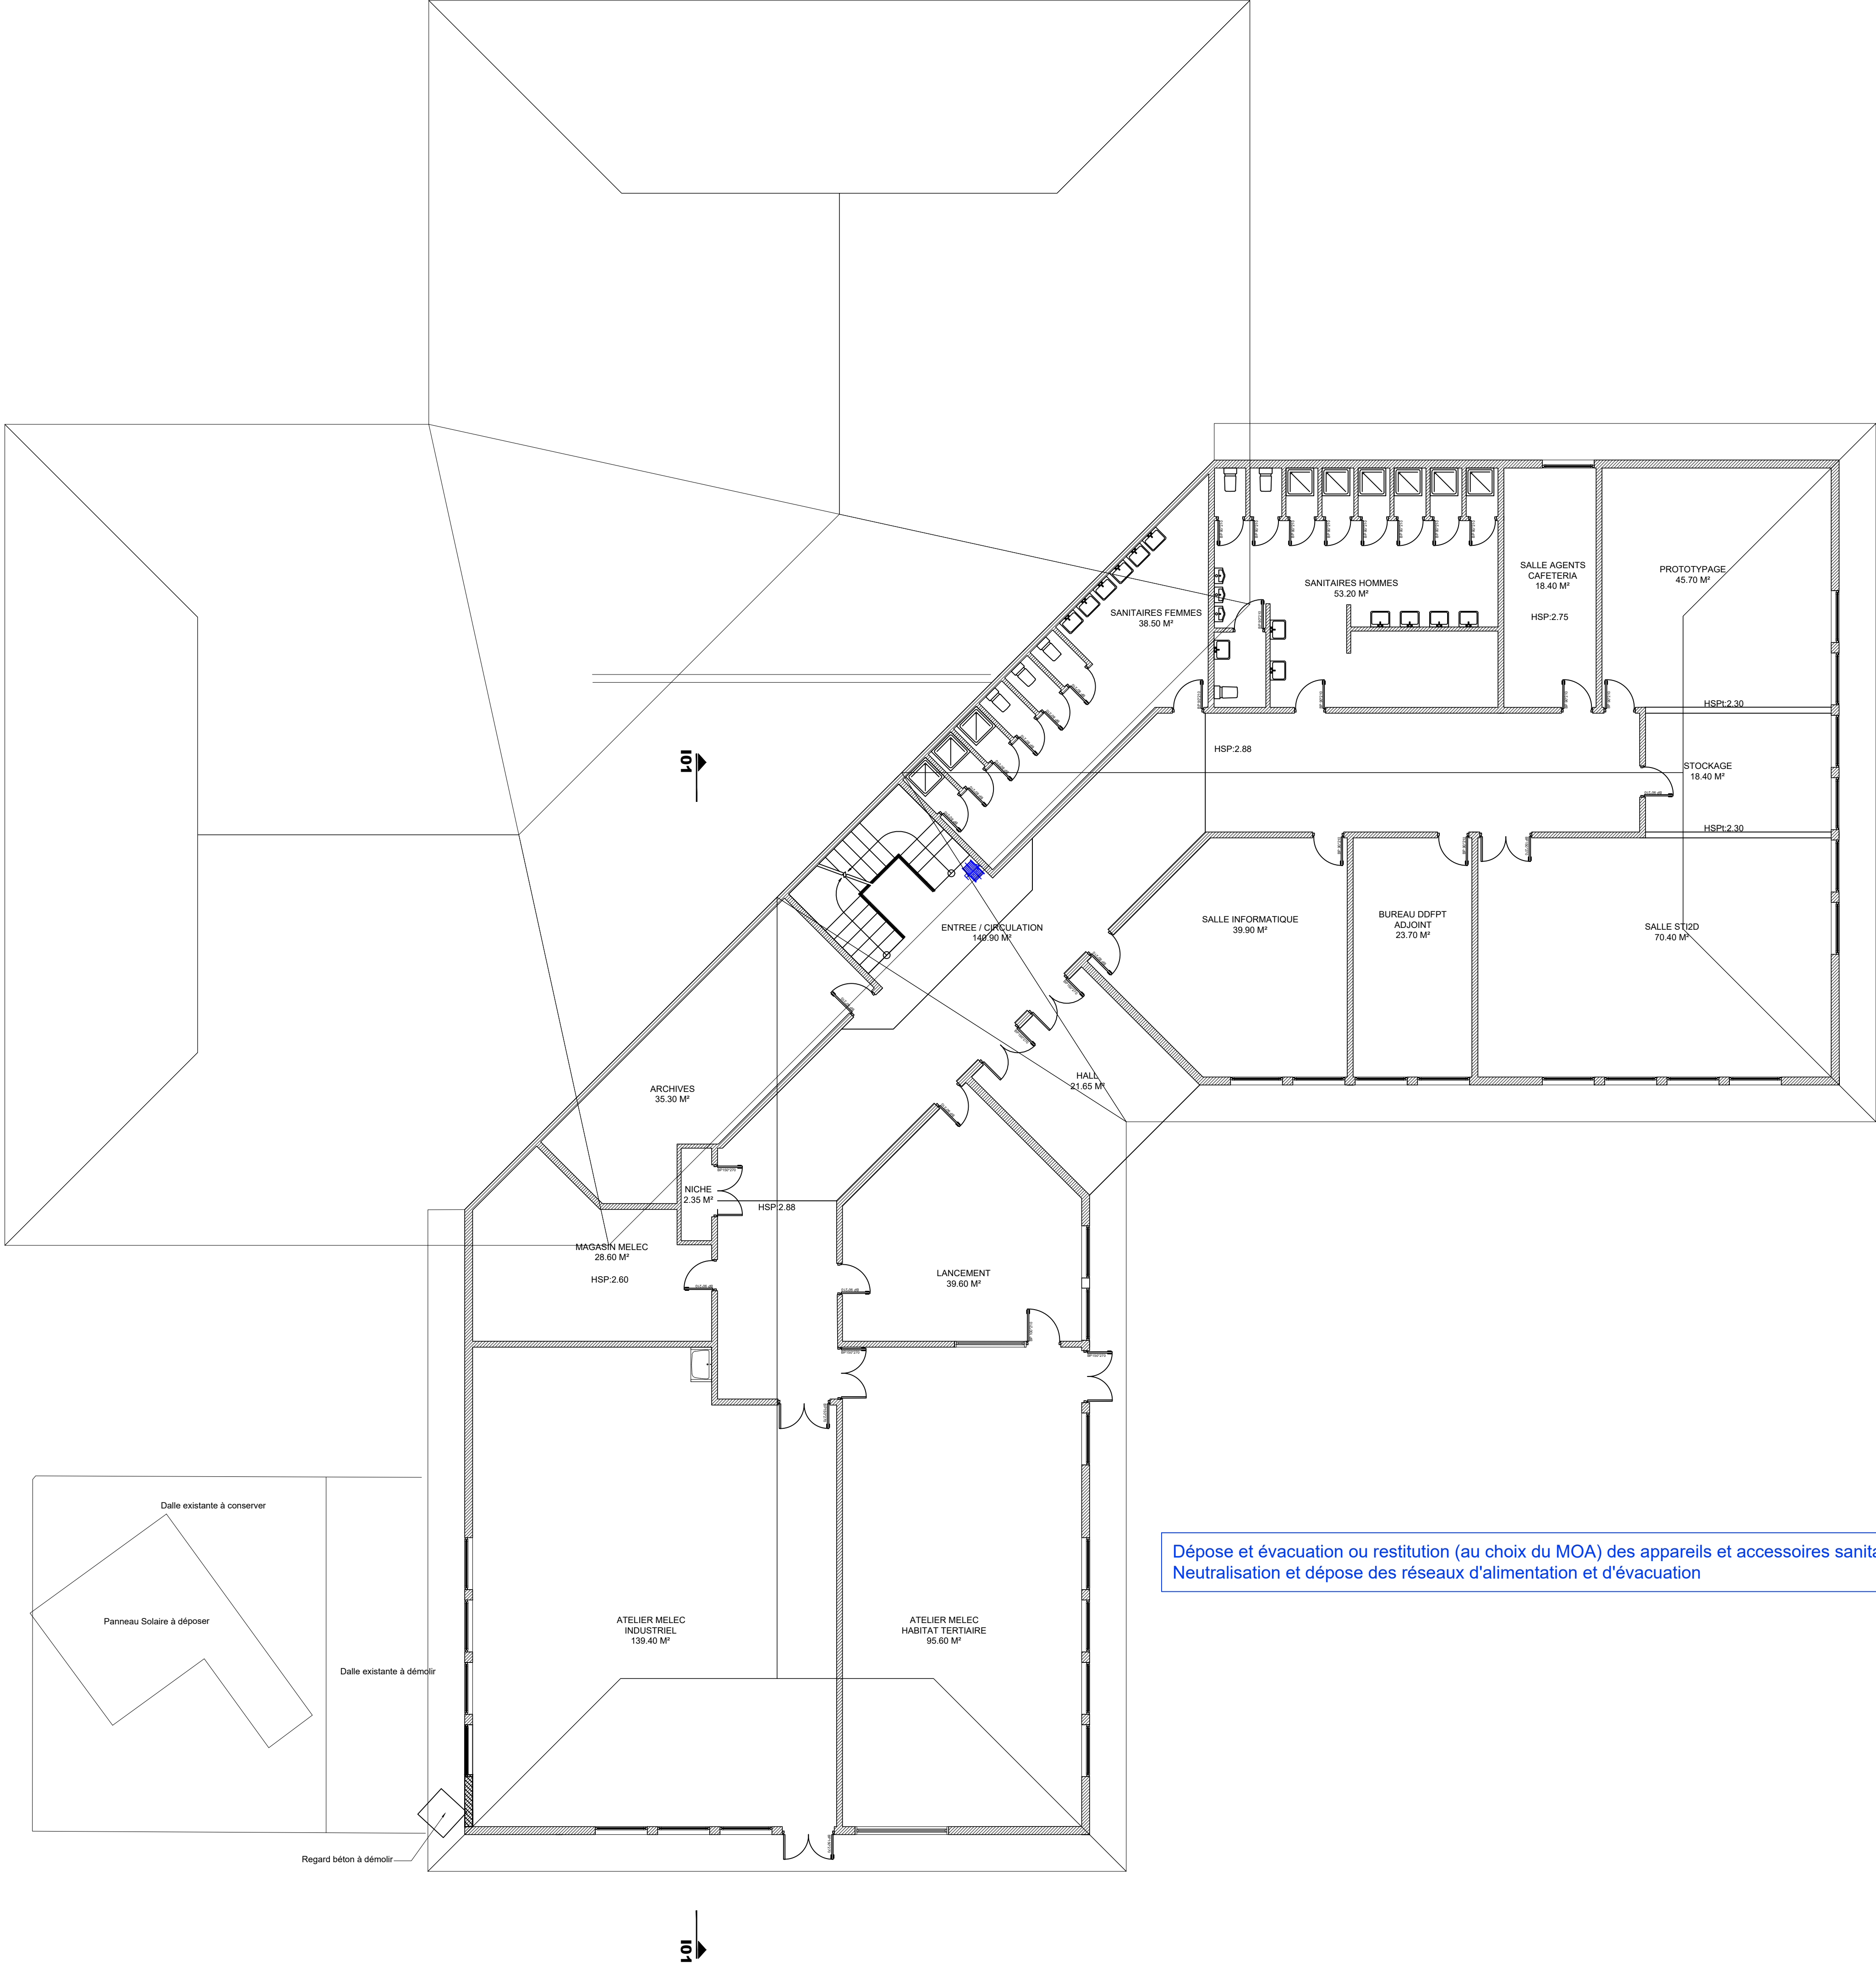 SALLE AGENTS
CAFETERIA
18.40 M²
HSP:2.75
PROTOTYPAGE
45.70 M²
SANITAIRES HOMMES
53.20 M²
SANITAIRES FEMMES
38.50 M²
HSPt:2.30
HSP:2.88
STOCKAGE
18.40 M²
HSPt:2.30
I01
SALLE INFORMATIQUE
39.90 M²
BUREAU DDFPT
ADJOINT
23.70 M²
SALLE STI2D
70.40 M²
ENTREE / CIRCULATION
140.90 M²
HALL
21.65 M²
ARCHIVES
35.30 M²
NICHE
2.35 M²
HSP:2.88
MAGASIN MELEC
28.60 M²
HSP:2.60
LANCEMENT
39.60 M²
Dalle existante à conserver
Panneau Solaire à déposer
Dalle existante à démolir
Regard béton à démolir
ATELIER MELEC
INDUSTRIEL
139.40 M²
ATELIER MELEC
HABITAT TERTIAIRE
95.60 M²
Dépose et évacuation ou restitution (au choix du MOA) des appareils et accessoires
Neutralisation et dépose des réseaux d'alimentation et d'évacuation
I01